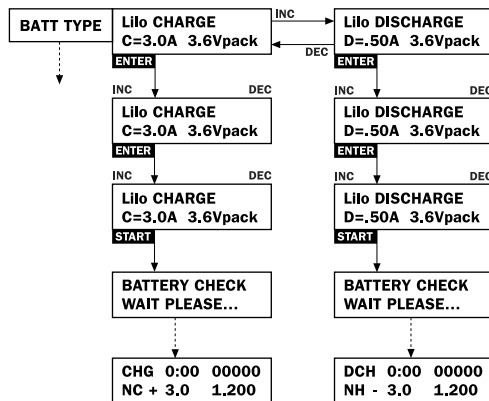 BATT TYPE
LiIo CHARGE
C=3.0A 3.6Vpack
ENTER
INC
DEC
LiIo DISCHARGE
D=.50A 3.6Vpack
ENTER
INC DEC
LiIo CHARGE
C=3.0A 3.6Vpack
ENTER
INC DEC
LiIo DISCHARGE
D=.50A 3.6Vpack
ENTER
INC DEC
LiIo CHARGE
C=3.0A 3.6Vpack
START
INC DEC
LiIo DISCHARGE
D=.50A 3.6Vpack
START
BATTERY CHECK
WAIT PLEASE...
BATTERY CHECK
WAIT PLEASE...
CHG 0:00 00000
NC + 3.0 1.200
DCH 0:00 00000
NH - 3.0 1.200